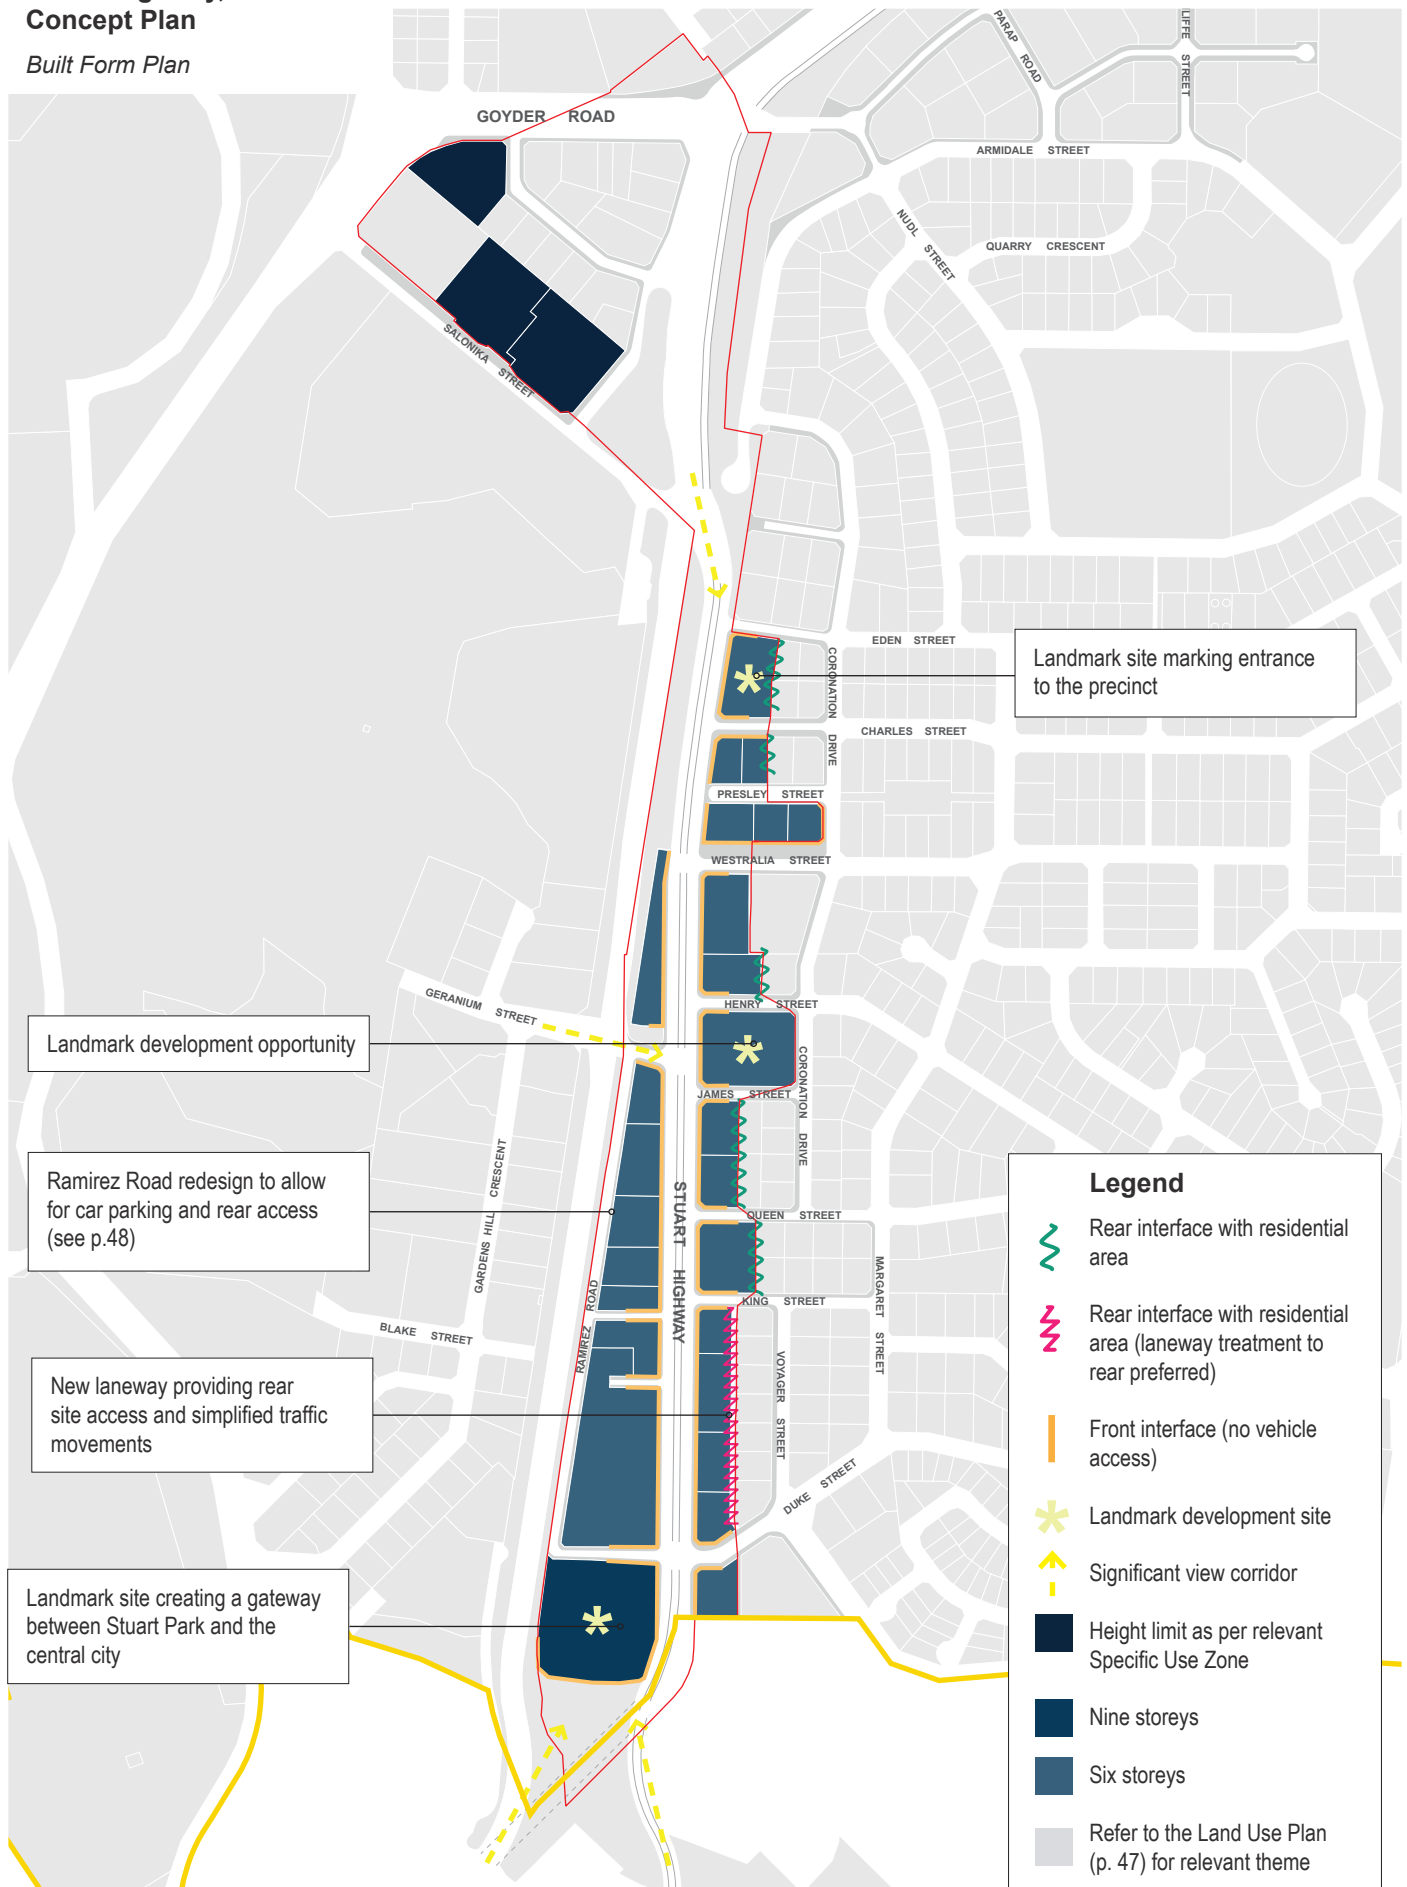 Concept Plan
Built Form Plan
GOYDER ROAD
PARAP ROAD
LIFFE STREET
ARMIDALE STREET
NUDL STREET
QUARRY CRESCENT
SALONIKA STREET
EDEN STREET
CORONATION DRIVE
CHARLES STREET
PRESLEY STREET
WESTRALIA STREET
GERANIUM STREET
HENRY STREET
CORONATION DRIVE
JAMES STREET
GARDENS HILL CRESCENT
STUART HIGHWAY
QUEEN STREET
MARGARET STREET
KING STREET
RAMIREZ ROAD
BLAKE STREET
VOYAGER STREET
DUKE STREET
Landmark site marking entrance
to the precinct
Landmark development opportunity
Ramirez Road redesign to allow
for car parking and rear access
(see p.48)
New laneway providing rear
site access and simplified traffic
movements
Landmark site creating a gateway
between Stuart Park and the
central city
Legend
Rear interface with residential
area
Rear interface with residential
area (laneway treatment to
rear preferred)
Front interface (no vehicle
access)
Landmark development site
Significant view corridor
Height limit as per relevant
Specific Use Zone
Nine storeys
Six storeys
Refer to the Land Use Plan
(p. 47) for relevant theme